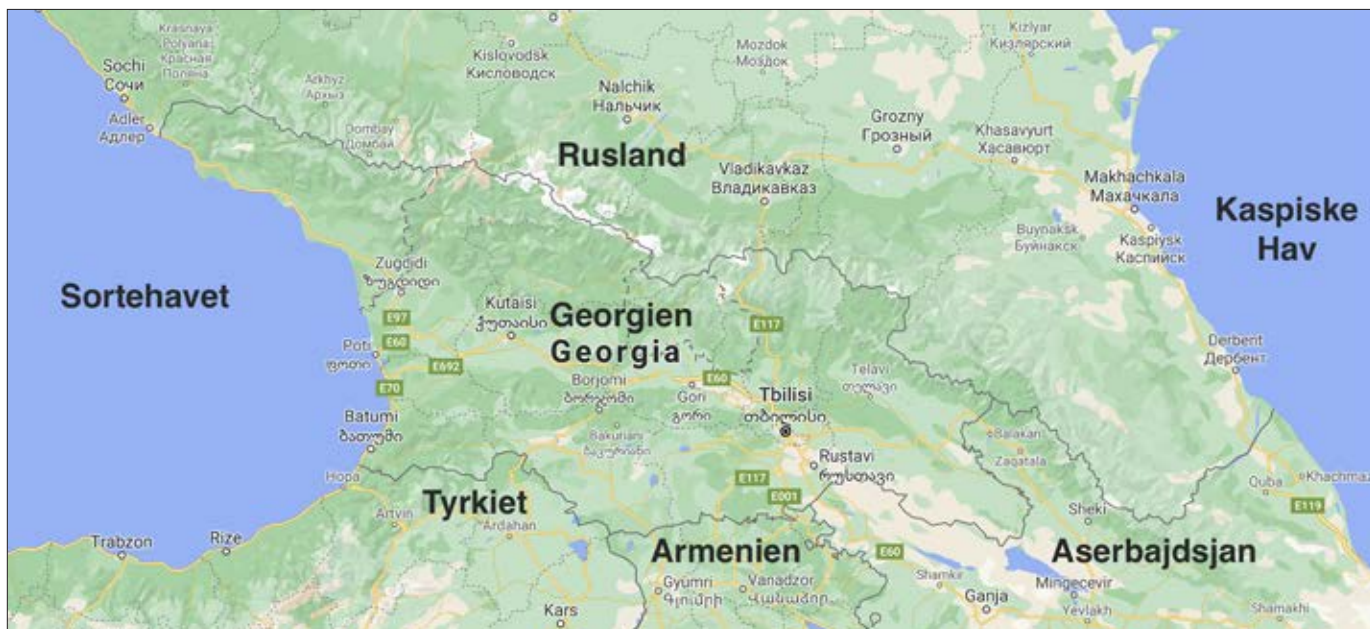 Krasnaya
Polyana
Красная
Поляна
Sochi
Сочи
Adler
Адлер
Arkhyz
Архыз
Dombay
Домбай
Kislovodsk
Кисловодск
Nalchik
Нальчик
Mozdok
Моздок
Kizlyar
Кизлярский
Grozny
Грозный
Khasavyurt
Хасавюрт
Rusland
Vladikavkaz
Владикавказ
Makhachkala
Махачкала
Buynaksk
Буйнакск
Kaspiysk
Каспийск
Kaspiske
Hav
Sortehavet
Zugdidi
ზუგდიდი
Kutaisi
ქუთაისი
Georgien
Georgia
E97
E60
E692
E70
E117
E60
Poti
ფოთი
Borjomi
ბორჯომი
Gori
გორი
Tbilisi
თბილისი
Telavi
თელავი
Derbent
Дербент
Batumi
ბათუმი
Bakuriani
ბაკურიანი
Balakan
Zaqatala
Rustavi
რუსთავი
Hopa
E117
E001
Khachmaz
Quba
E119
Tyrkiet
Artvin
Ardahan
Sheki
Trabzon
Rize
Armenien
E60
Aserbajdsjan
Gyumri
Գյումրի
Vanadzor
Վանաձոր
Shamkir
Ganja
Mingecevir
Yevlakh
Shamakhi
Kars